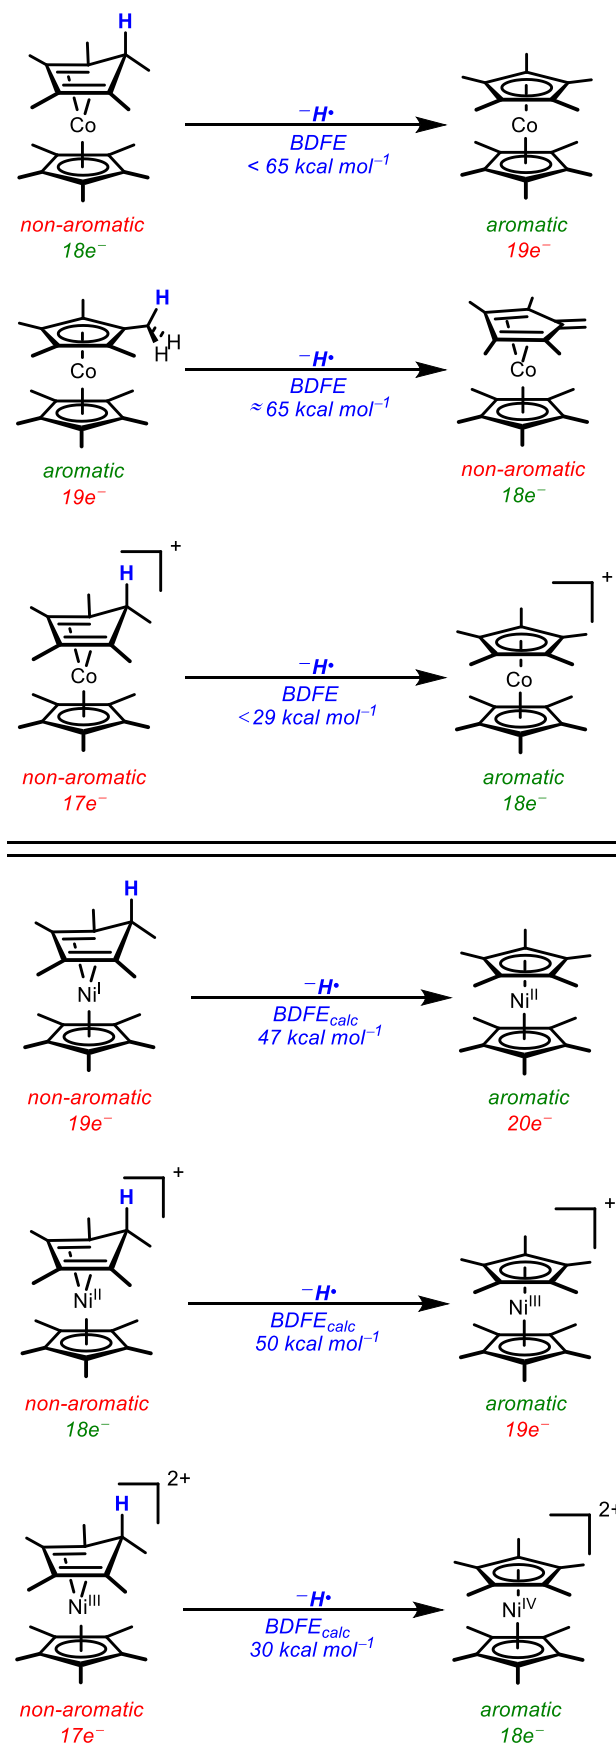 H
Co
non-aromatic
18e⁻
⁻H•
BDFE
< 65 kcal mol⁻¹
Co
aromatic
19e⁻
H
H
H
Co
aromatic
19e⁻
⁻H•
BDFE
≈ 65 kcal mol⁻¹
Co
non-aromatic
18e⁻
H
+
Co
non-aromatic
17e⁻
⁻H•
BDFE
< 29 kcal mol⁻¹
+
Co
aromatic
18e⁻
H
Niᴵ
non-aromatic
19e⁻
⁻H•
BDFEcalc
47 kcal mol⁻¹
Niᴵᴵ
aromatic
20e⁻
H
+
Niᴵᴵ
non-aromatic
18e⁻
⁻H•
BDFEcalc
50 kcal mol⁻¹
+
Niᴵᴵᴵ
aromatic
19e⁻
H
2+
Niᴵᴵᴵ
non-aromatic
17e⁻
⁻H•
BDFEcalc
30 kcal mol⁻¹
2+
Niᴵⱽ
aromatic
18e⁻